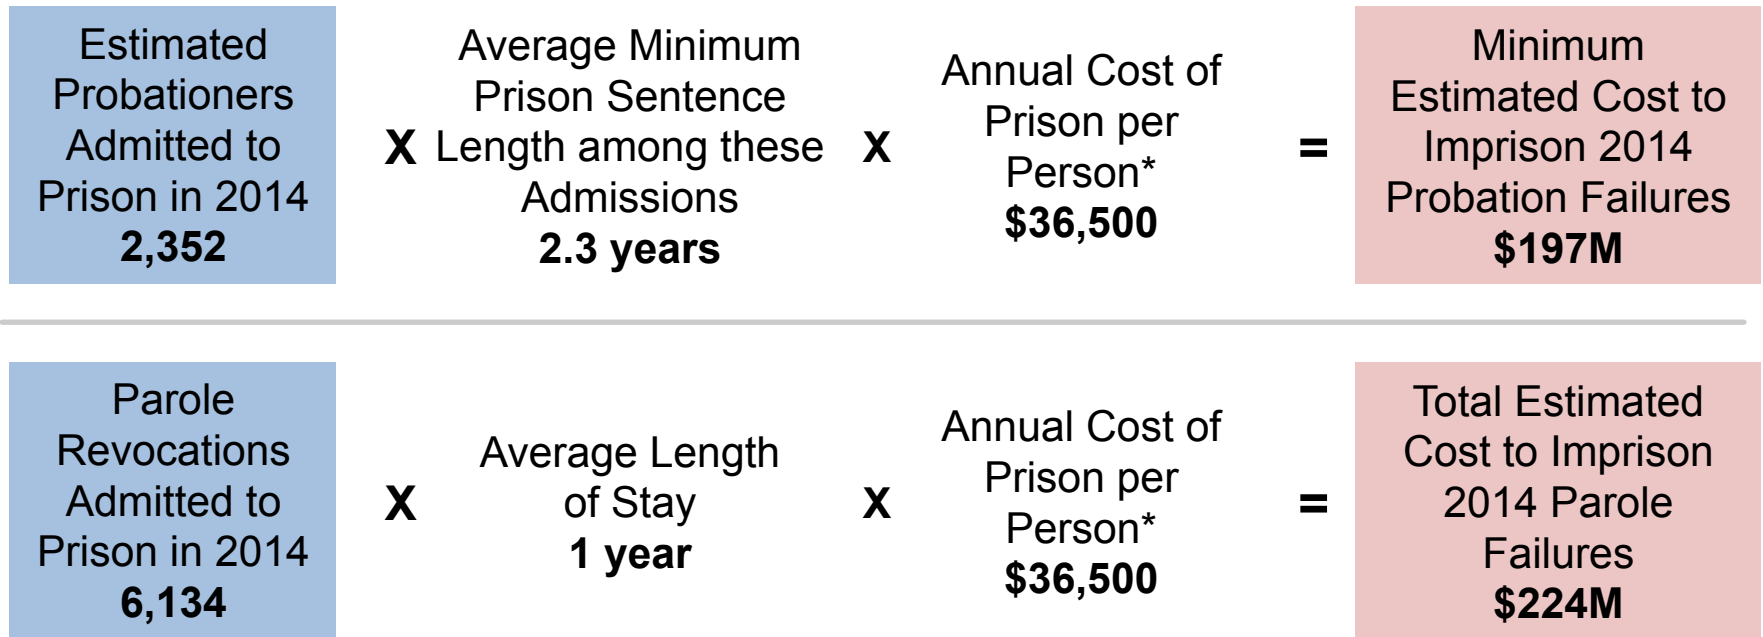 Estimated
Probationers
Admitted to
Prison in 2014
2,352
X
Average Minimum
Prison Sentence
Length among these
Admissions
2.3 years
X
Annual Cost of
Prison per
Person*
$36,500
=
Minimum
Estimated Cost to
Imprison 2014
Probation Failures
$197M
Parole
Revocations
Admitted to
Prison in 2014
6,134
X
Average Length
of Stay
1 year
X
Annual Cost of
Prison per
Person*
$36,500
=
Total Estimated
Cost to Imprison
2014 Parole
Failures
$224M